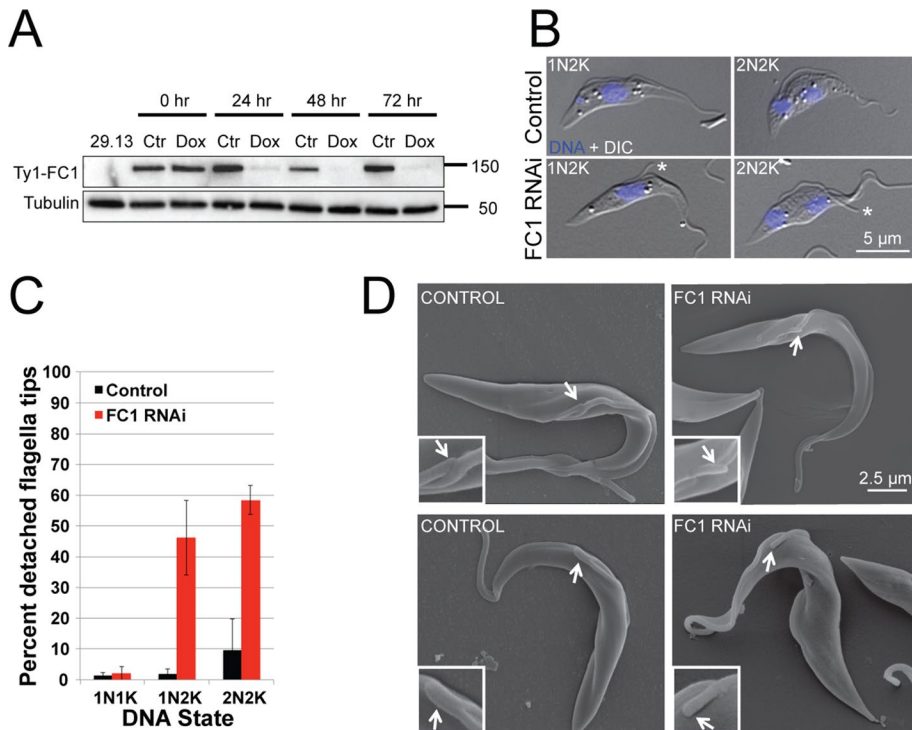 A
0 hr 24 hr 48 hr 72 hr
29.13 Ctr Dox Ctr Dox Ctr Dox Ctr Dox
Ty1-FC1
150
Tubulin
50
B
Control
1N2K
2N2K
DNA + DIC
FC1 RNAi
1N2K
*
2N2K
*
5 µm
C
Percent detached flagella tips
100
90
80
70
60
50
40
30
20
10
0
Control
FC1 RNAi
1N1K 1N2K 2N2K
DNA State
D
CONTROL
FC1 RNAi
2.5 µm
CONTROL
FC1 RNAi